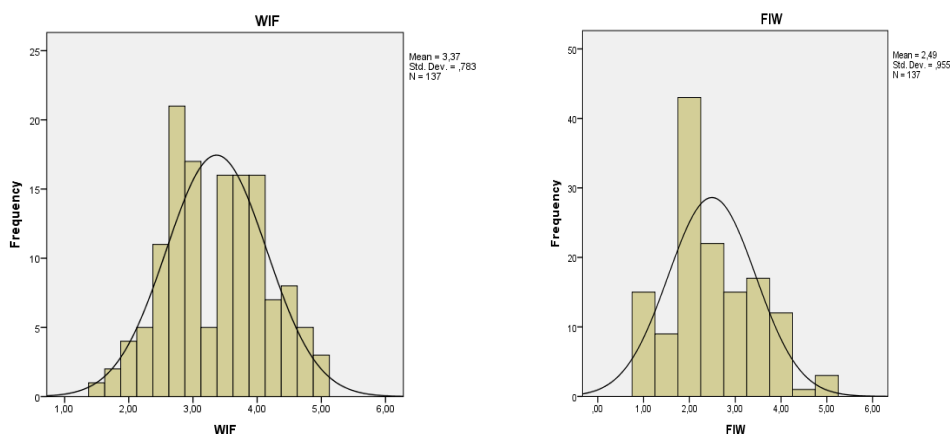 WIF
Mean = 3,37
Std. Dev. = ,783
N = 137
25
20
15
10
5
0
Frequency
1,00 2,00 3,00 4,00 5,00 6,00
WIF
FIW
Mean = 2,49
Std. Dev. = ,955
N = 137
50
40
30
20
10
0
Frequency
,00 1,00 2,00 3,00 4,00 5,00 6,00
FIW